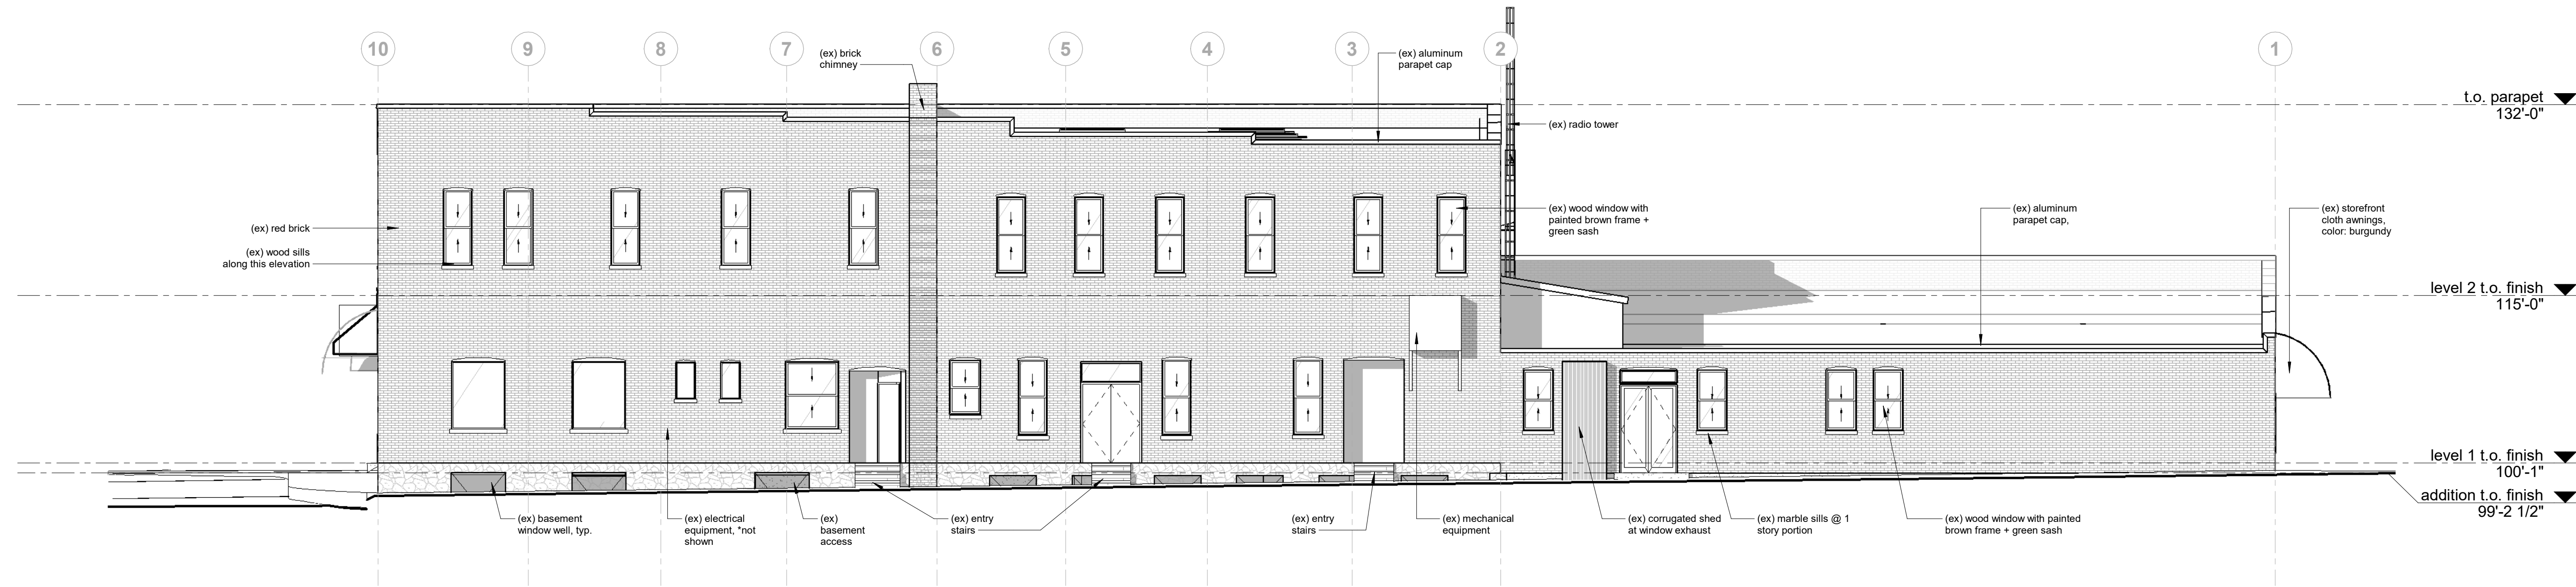 10
9
8
7
6
5
4
3
2
1
(ex) brick
chimney
(ex) aluminum
parapet cap
t.o. parapet
132'-0"
(ex) radio tower
(ex) red brick
(ex) wood sills
along this elevation
(ex) wood window with
painted brown frame +
green sash
(ex) aluminum
parapet cap,
(ex) storefront
cloth awnings,
color: burgundy
level 2 t.o. finish
115'-0"
level 1 t.o. finish
100'-1"
addition t.o. finish
99'-2 1/2"
(ex) basement
window well, typ.
(ex) electrical
equipment, *not
shown
(ex)
basement
access
(ex) entry
stairs
(ex) entry
stairs
(ex) mechanical
equipment
(ex) corrugated shed
at window exhaust
(ex) marble sills @ 1
story portion
(ex) wood window with painted
brown frame + green sash